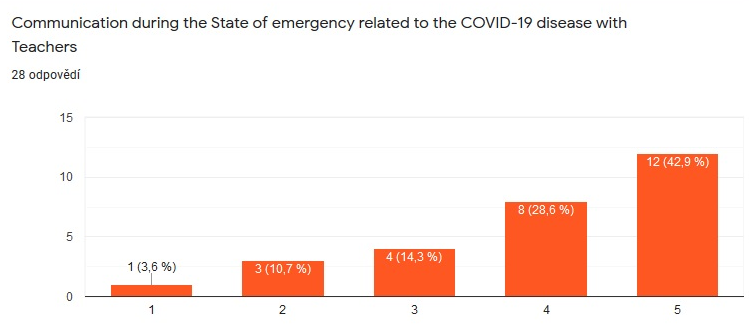 Communication during the State of emergency related to the COVID-19 disease with
Teachers
28 odpovědí
15
10
5
0
1 (3,6 %)
3 (10,7 %)
4 (14,3 %)
8 (28,6 %)
12 (42,9 %)
1
2
3
4
5